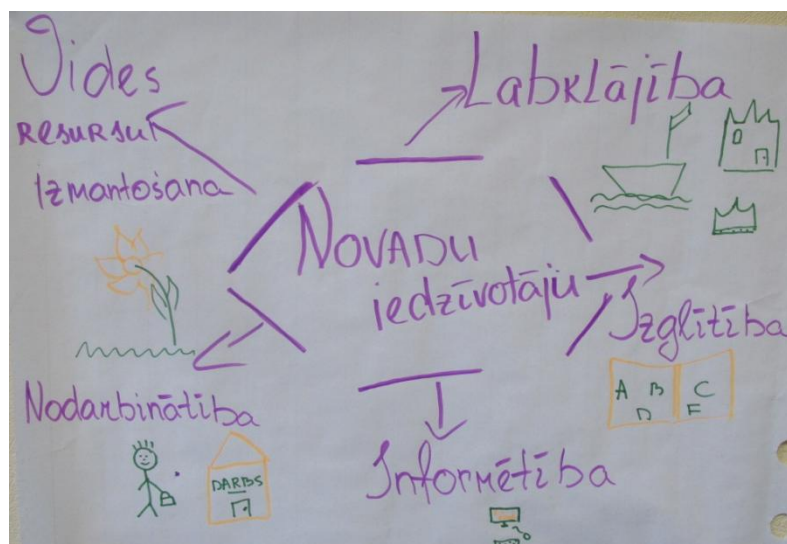 Vides
resursu
Izmantošana
Labklājība
NOVADU
iedzīvotāju
Izglītība
A B C
D E
Nodarbinātība
DARBS
Informētība